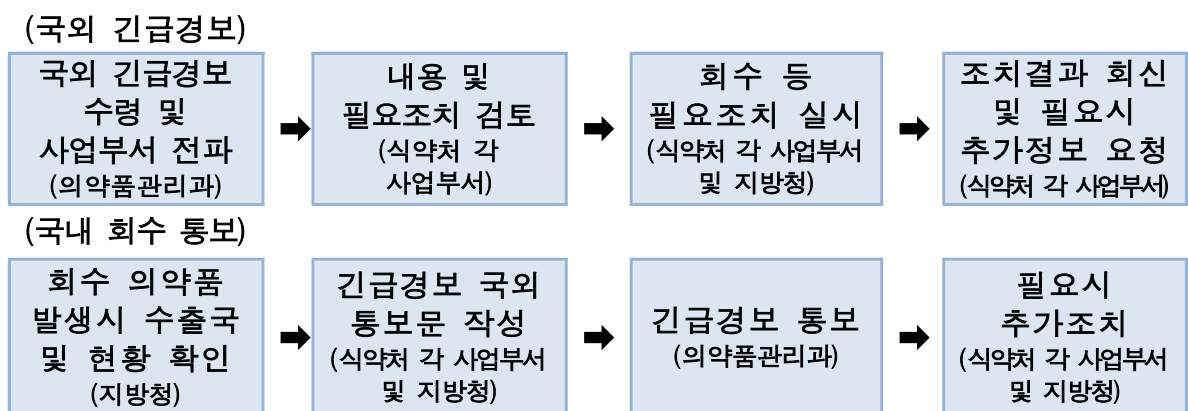 (국외 긴급경보)
국외 긴급경보
수령 및
사업부서 전파
(의약품관리과)
내용 및
필요조치 검토
(식약처 각
사업부서)
회수 등
필요조치 실시
(식약처 각 사업부서
및 지방청)
조치결과 회신
및 필요시
추가정보 요청
(식약처 각 사업부서)
(국내 회수 통보)
회수 의약품
발생시 수출국
및 현황 확인
(지방청)
긴급경보 국외
통보문 작성
(식약처 각 사업부서
및 지방청)
긴급경보 통보
(의약품관리과)
필요시
추가조치
(식약처 각 사업부서
및 지방청)